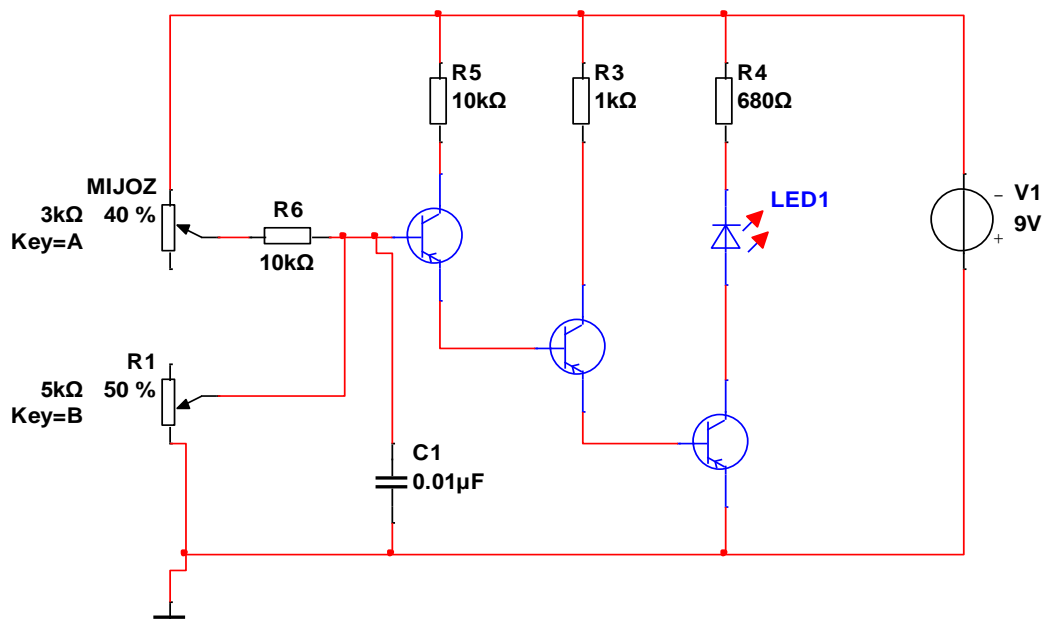 R5
10kΩ
R3
1kΩ
R4
680Ω
MIJOZ
3kΩ 40 %
Key=A
R6
10kΩ
LED1
V1
9V
R1
5kΩ 50 %
Key=B
C1
0.01µF